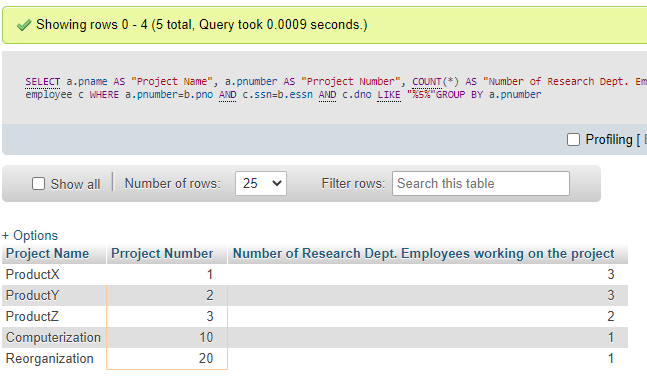 Showing rows 0 - 4 (5 total, Query took 0.0009 seconds.)
SELECT a.pname AS "Project Name", a.pnumber AS "Prroject Number", COUNT(*) AS "Number of Research Dept. Em
employee c WHERE a.pnumber=b.pno AND c.ssn=b.essn AND c.dno LIKE "%5%"GROUP BY a.pnumber
Profiling [
Show all Number of rows: 25 Filter rows: Search this table
+ Options
Project Name Prroject Number Number of Research Dept. Employees working on the project
ProductX 1 3
ProductY 2 3
ProductZ 3 2
Computerization 10 1
Reorganization 20 1